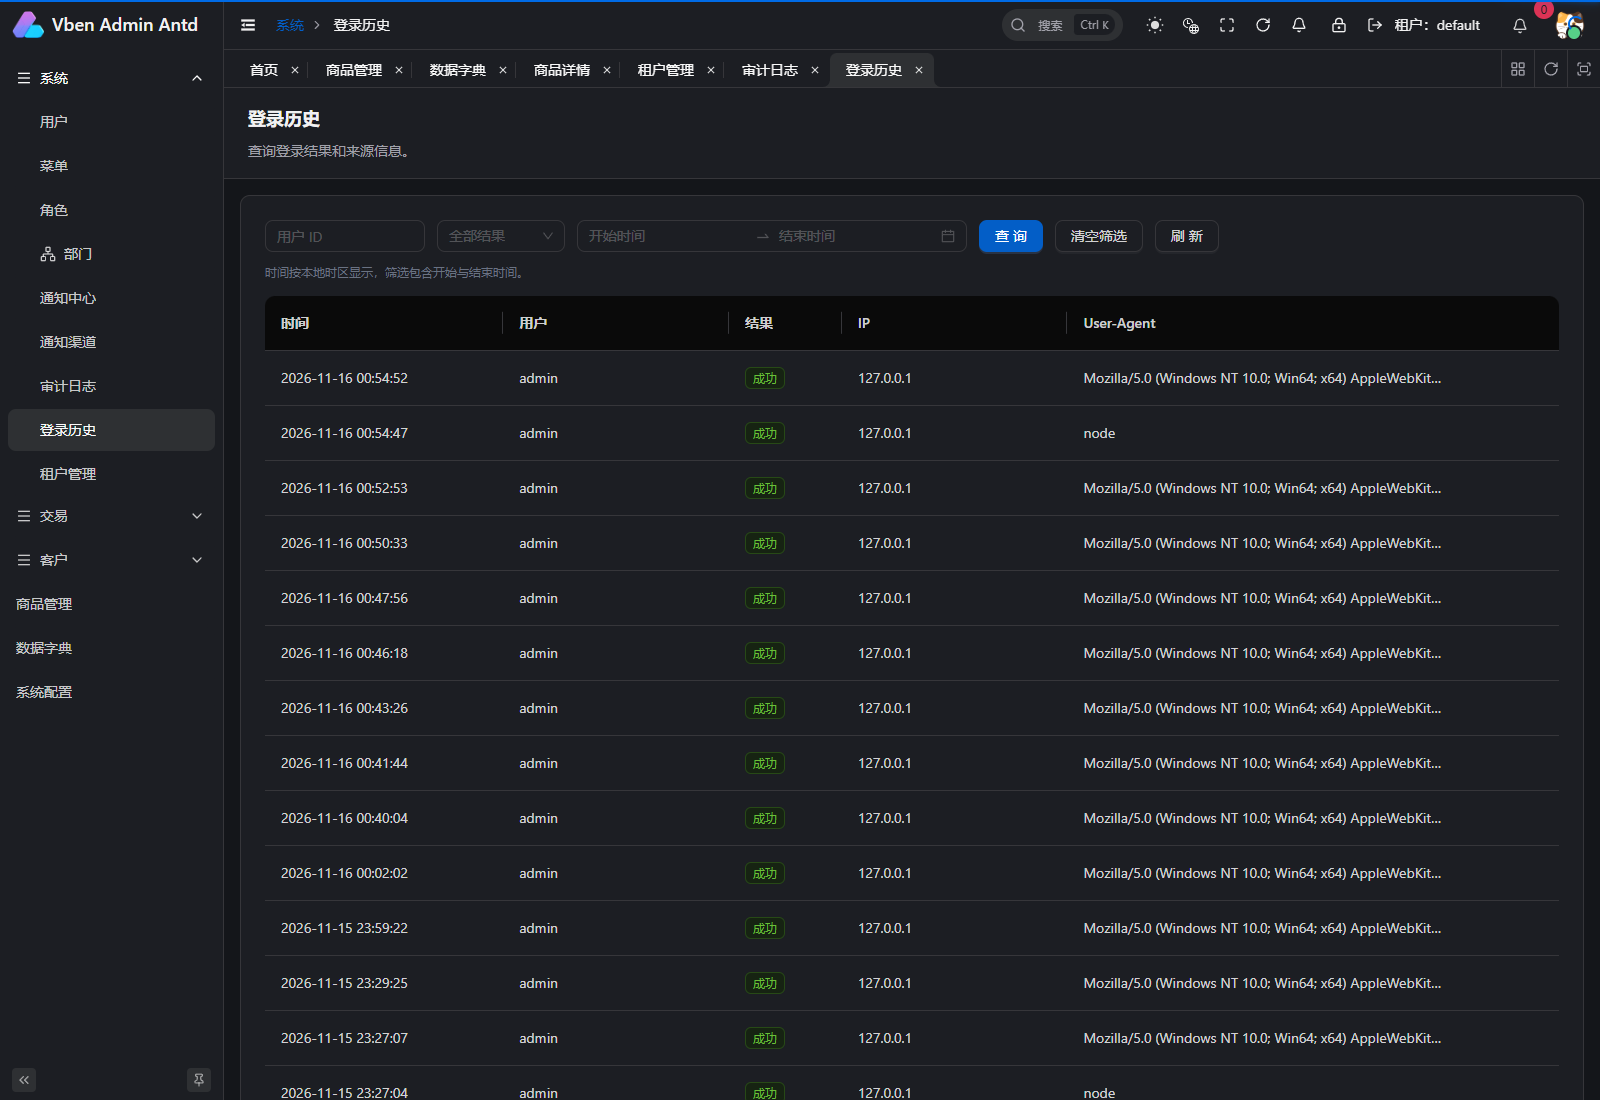 Vben Admin Antd
系统 > 登录历史
搜索 Ctrl K
租户：default
0
首页 × 商品管理 × 数据字典 × 商品详情 × 租户管理 × 审计日志 × 登录历史 ×
系统
用户
菜单
角色
部门
通知中心
通知渠道
审计日志
登录历史
租户管理
交易
客户
商品管理
数据字典
系统配置
登录历史
查询登录结果和来源信息。
用户 ID 全部结果 开始时间 → 结束时间 查 询 清空筛选 刷 新
时间按本地时区显示，筛选包含开始与结束时间。
时间 用户 结果 IP User-Agent
2026-11-16 00:54:52 admin 成功 127.0.0.1 Mozilla/5.0 (Windows NT 10.0; Win64; x64) AppleWebKit...
2026-11-16 00:54:47 admin 成功 127.0.0.1 node
2026-11-16 00:52:53 admin 成功 127.0.0.1 Mozilla/5.0 (Windows NT 10.0; Win64; x64) AppleWebKit...
2026-11-16 00:50:33 admin 成功 127.0.0.1 Mozilla/5.0 (Windows NT 10.0; Win64; x64) AppleWebKit...
2026-11-16 00:47:56 admin 成功 127.0.0.1 Mozilla/5.0 (Windows NT 10.0; Win64; x64) AppleWebKit...
2026-11-16 00:46:18 admin 成功 127.0.0.1 Mozilla/5.0 (Windows NT 10.0; Win64; x64) AppleWebKit...
2026-11-16 00:43:26 admin 成功 127.0.0.1 Mozilla/5.0 (Windows NT 10.0; Win64; x64) AppleWebKit...
2026-11-16 00:41:44 admin 成功 127.0.0.1 Mozilla/5.0 (Windows NT 10.0; Win64; x64) AppleWebKit...
2026-11-16 00:40:04 admin 成功 127.0.0.1 Mozilla/5.0 (Windows NT 10.0; Win64; x64) AppleWebKit...
2026-11-16 00:02:02 admin 成功 127.0.0.1 Mozilla/5.0 (Windows NT 10.0; Win64; x64) AppleWebKit...
2026-11-15 23:59:22 admin 成功 127.0.0.1 Mozilla/5.0 (Windows NT 10.0; Win64; x64) AppleWebKit...
2026-11-15 23:29:25 admin 成功 127.0.0.1 Mozilla/5.0 (Windows NT 10.0; Win64; x64) AppleWebKit...
2026-11-15 23:27:07 admin 成功 127.0.0.1 Mozilla/5.0 (Windows NT 10.0; Win64; x64) AppleWebKit...
2026-11-15 23:27:04 admin 成功 127.0.0.1 node